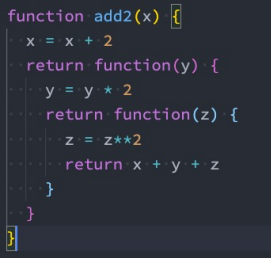 function add2(x) {
  x = x + 2
  return function(y) {
    y = y * 2
    return function(z) {
      z = z**2
      return x + y + z
    }
  }
}